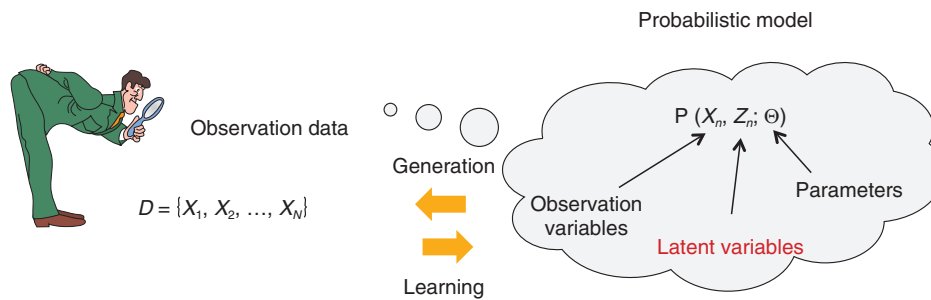 Probabilistic model
P (Xn, Zn; Θ)
Observation data
Generation
Parameters
D = {X1, X2, ..., XN}
Observation
variables
Latent variables
Learning